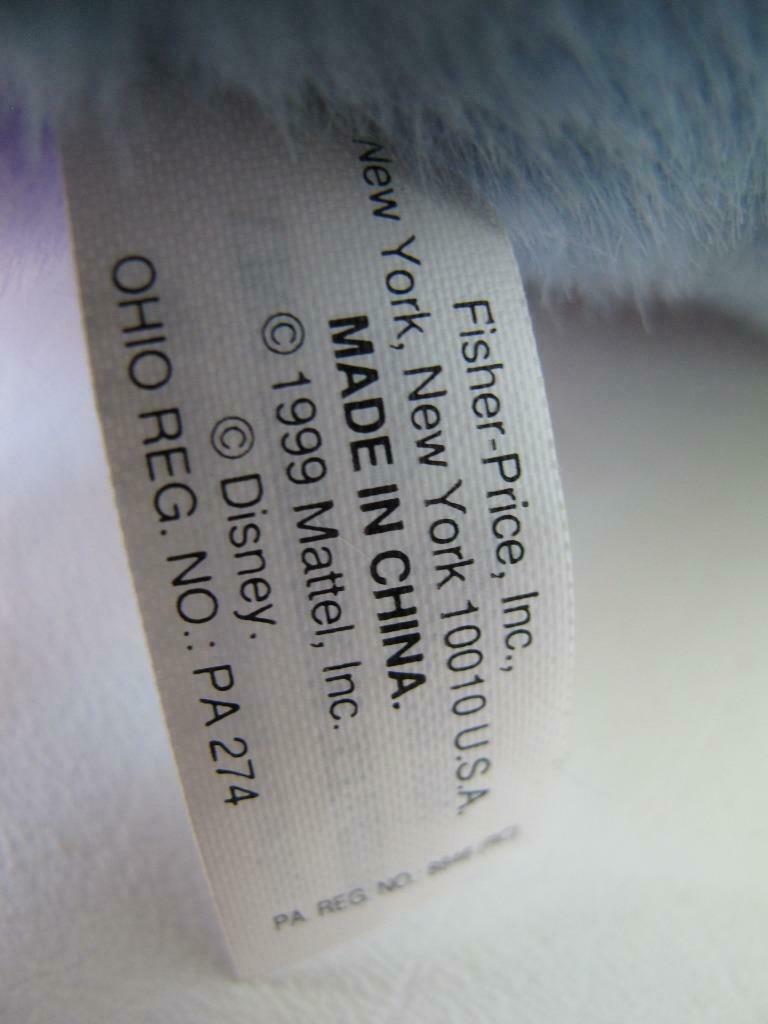 Fisher-Price, Inc.,
New York, New York 10010 U.S.A.
MADE IN CHINA.
© 1999 Mattel, Inc.
© Disney.
OHIO REG. NO.: PA 274
PA. REG. NO.: